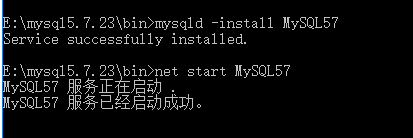 E:\mysql5.7.23\bin>mysqld -install MySQL57
Service successfully installed.
E:\mysql5.7.23\bin>net start MySQL57
MySQL57 服务正在启动 .
MySQL57 服务已经启动成功。